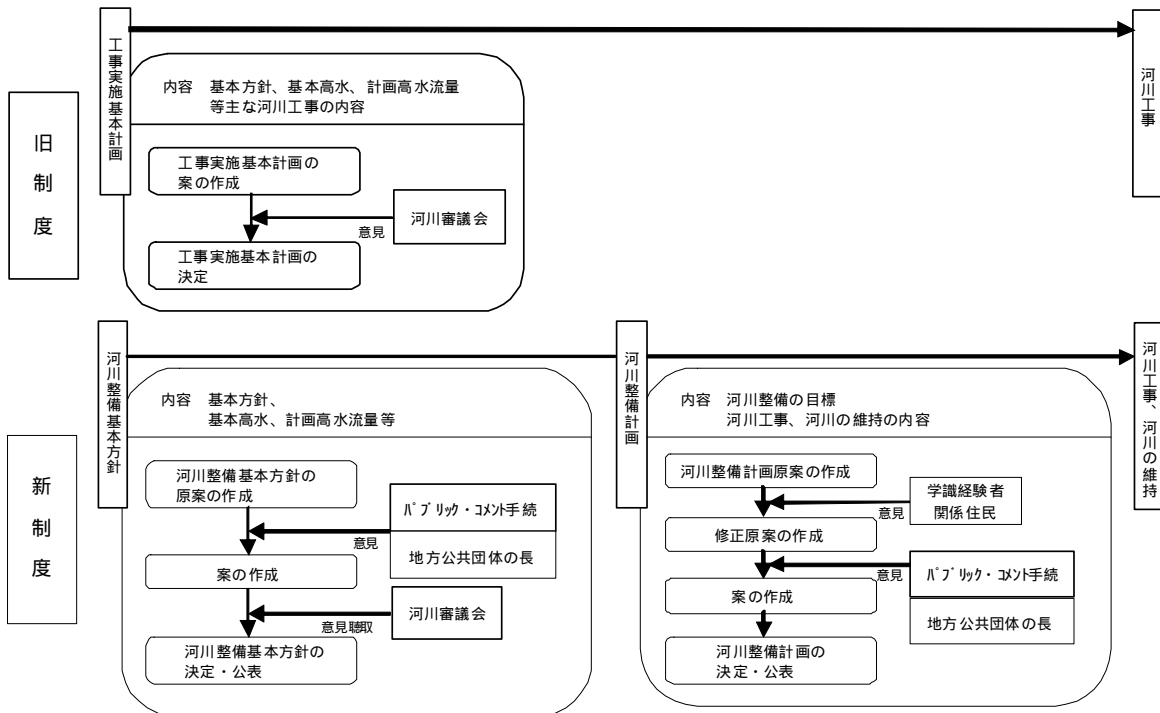 旧制度
工事実施基本計画
内容　基本方針、基本高水、計画高水流量
等主な河川工事の内容
工事実施基本計画の
案の作成
河川審議会
意見
工事実施基本計画の
決定
河川工事
新制度
河川整備基本方針
内容　基本方針、
基本高水、計画高水流量等
河川整備基本方針の
原案の作成
ﾊﾟﾌﾞﾘｯｸ・ｺﾒﾝﾄ手続
意見
地方公共団体の長
案の作成
河川審議会
意見聴取
河川整備基本方針の
決定・公表
河川整備計画
内容　河川整備の目標
河川工事、河川の維持の内容
河川整備計画原案の作成
学識経験者
関係住民
意見
修正原案の作成
ﾊﾟﾌﾞﾘｯｸ・ｺﾒﾝﾄ手続
意見
案の作成
地方公共団体の長
河川整備計画の
決定・公表
河川工事、河川の維持